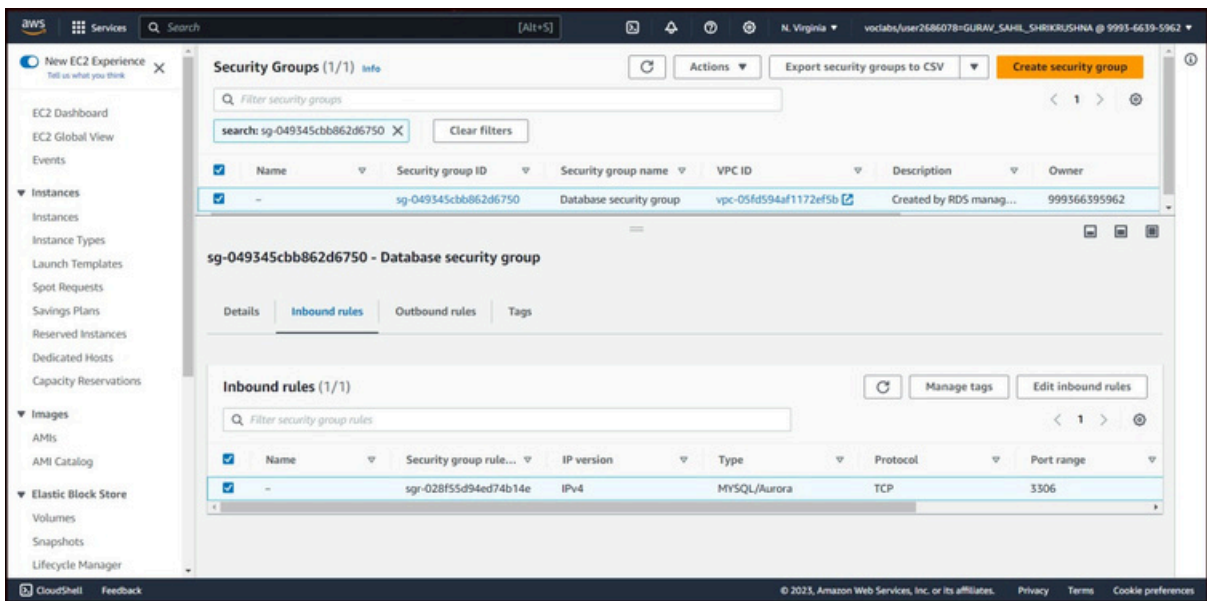 aws Services Search [Alt+S] N. Virginia voclabs/user2686078=GURAV_SAHIL_SHRIKRUSHNA @ 9993-6639-5962
New EC2 Experience
Tell us what you think
EC2 Dashboard
EC2 Global View
Events
Instances
Instances
Instance Types
Launch Templates
Spot Requests
Savings Plans
Reserved Instances
Dedicated Hosts
Capacity Reservations
Images
AMIs
AMI Catalog
Elastic Block Store
Volumes
Snapshots
Lifecycle Manager
Security Groups (1/1) Info Actions Export security groups to CSV Create security group
Filter security groups 1
search: sg-049345cbb862d6750 Clear filters
Name Security group ID Security group name VPC ID Description Owner
– sg-049345cbb862d6750 Database security group vpc-05fd594af1172ef5b Created by RDS manag... 999366395962
sg-049345cbb862d6750 - Database security group
Details Inbound rules Outbound rules Tags
Inbound rules (1/1) Manage tags Edit inbound rules
Filter security group rules 1
Name Security group rule... IP version Type Protocol Port range
– sgr-028f55d94ed74b14e IPv4 MYSQL/Aurora TCP 3306
CloudShell Feedback © 2023, Amazon Web Services, Inc. or its affiliates. Privacy Terms Cookie preferences